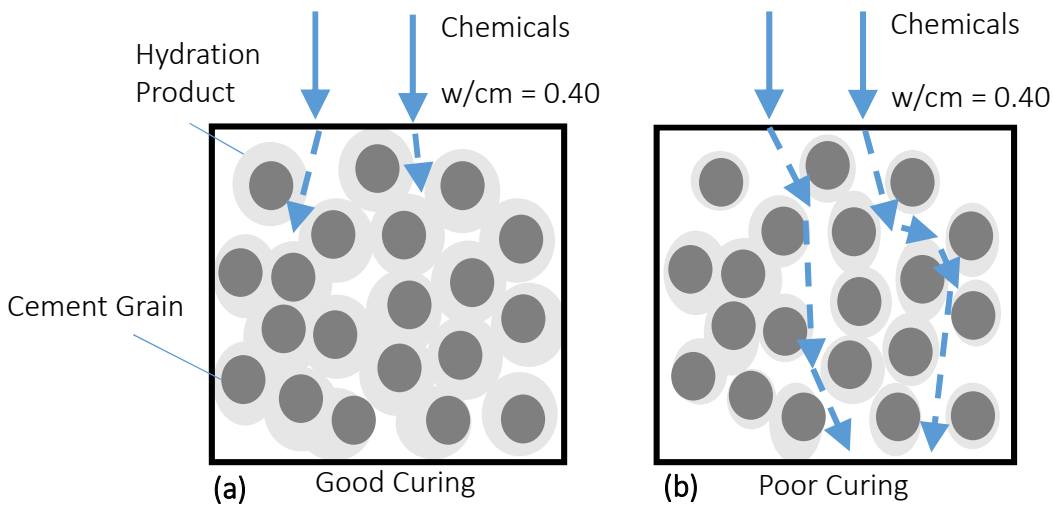 Chemicals
Hydration
Product
w/cm = 0.40
Cement Grain
(a)
Good Curing
Chemicals
w/cm = 0.40
(b)
Poor Curing